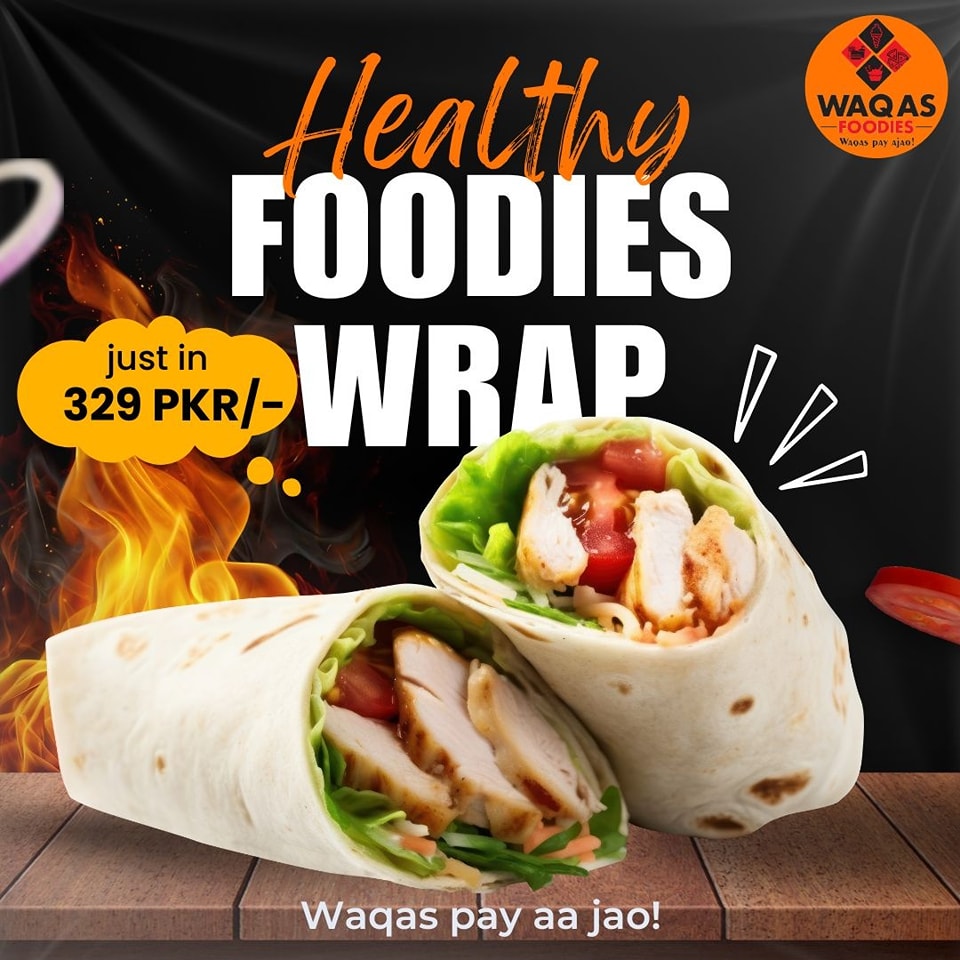 Healthy
FOODIES
WRAP
WAQAS
FOODIES
Waqas pay ajao!
just in
329 PKR/-
Waqas pay aa jao!